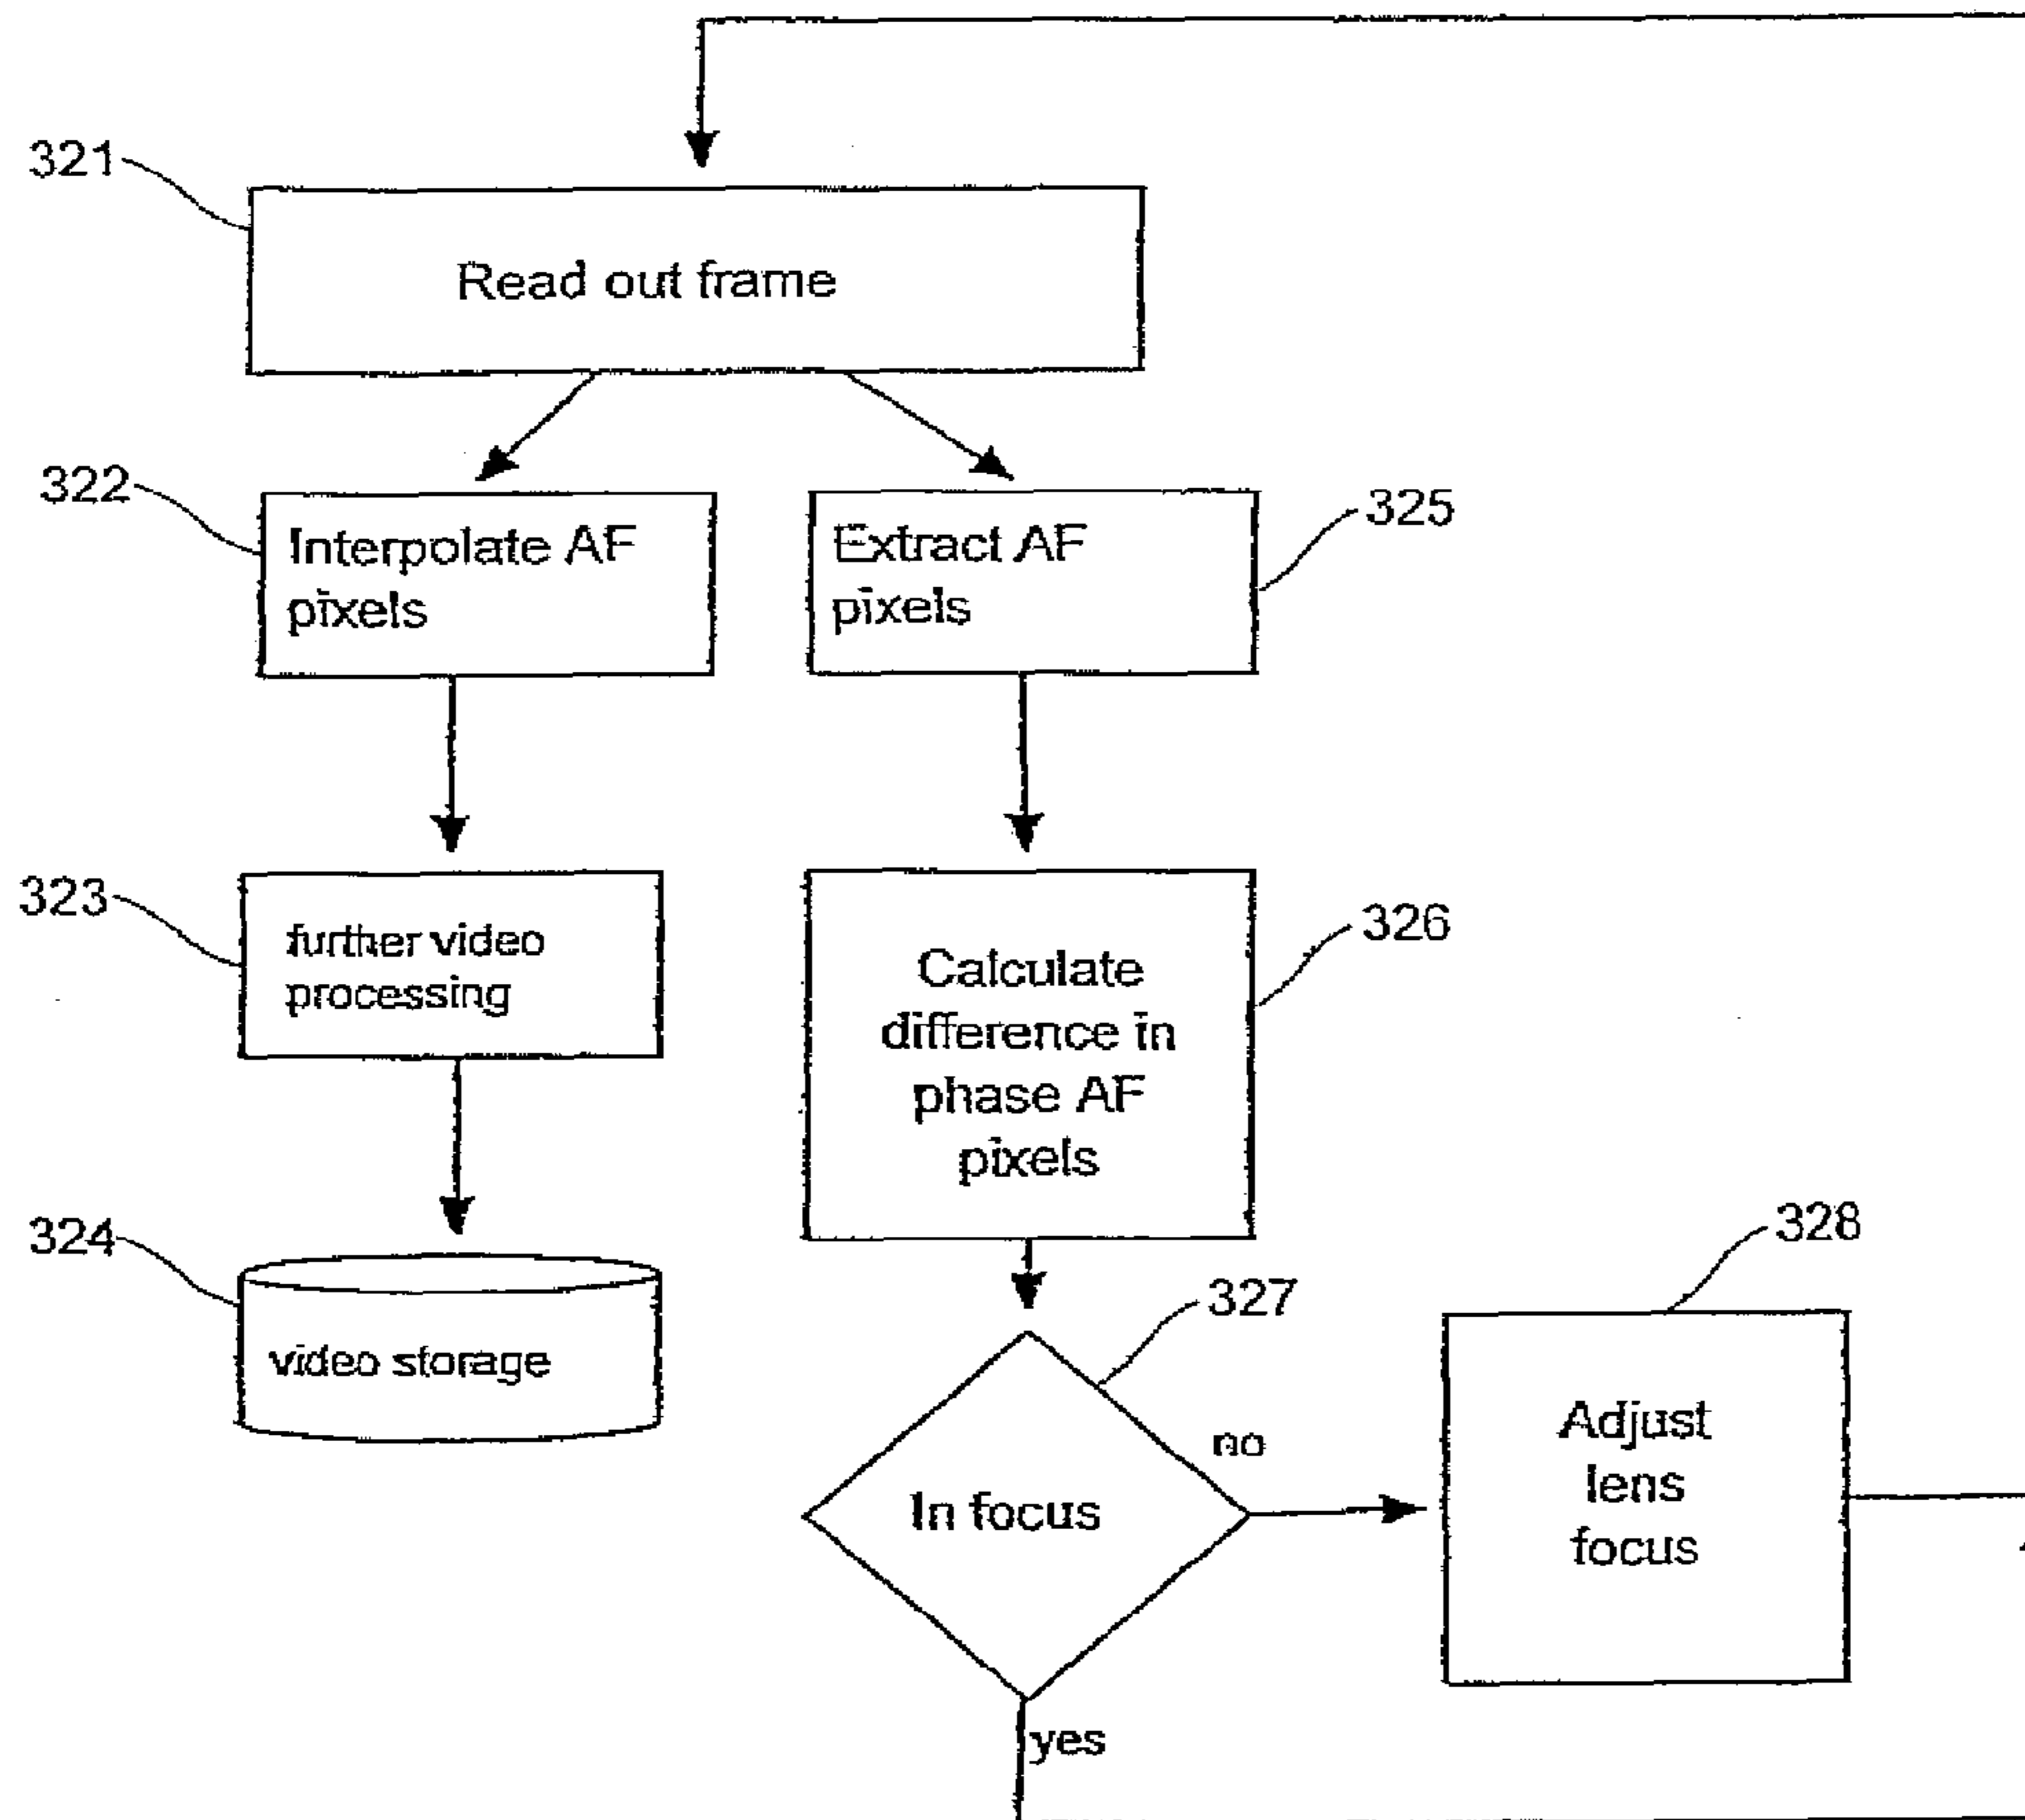 321
Read out frame
322
Interpolate AF
pixels
Extract AF
pixels
325
323
further video
processing
Calculate
difference in
phase AF
pixels
326
324
video storage
327
In focus
no
yes
328
Adjust
lens
focus